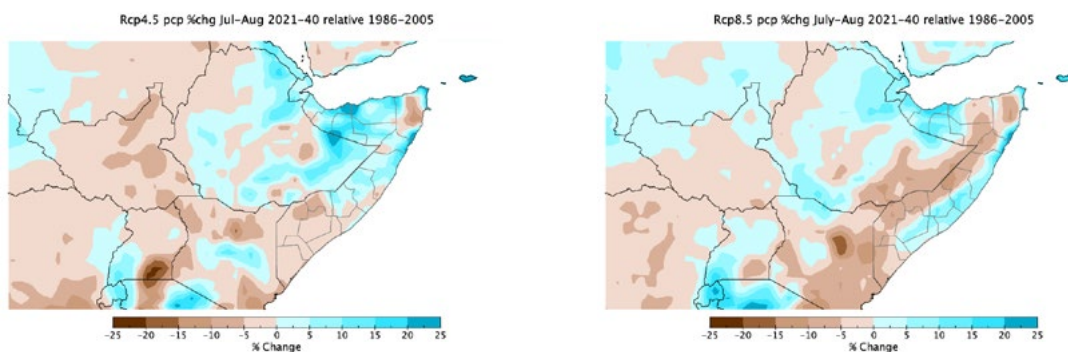 Rcp4.5 pcp %chg Jul-Aug 2021-40 relative 1986-2005
Rcp8.5 pcp %chg July-Aug 2021-40 relative 1986-2005
−25 −20 −15 −10 −5 0 5 10 15 20 25
% Change
−25 −20 −15 −10 −5 0 5 10 15 20 25
% Change